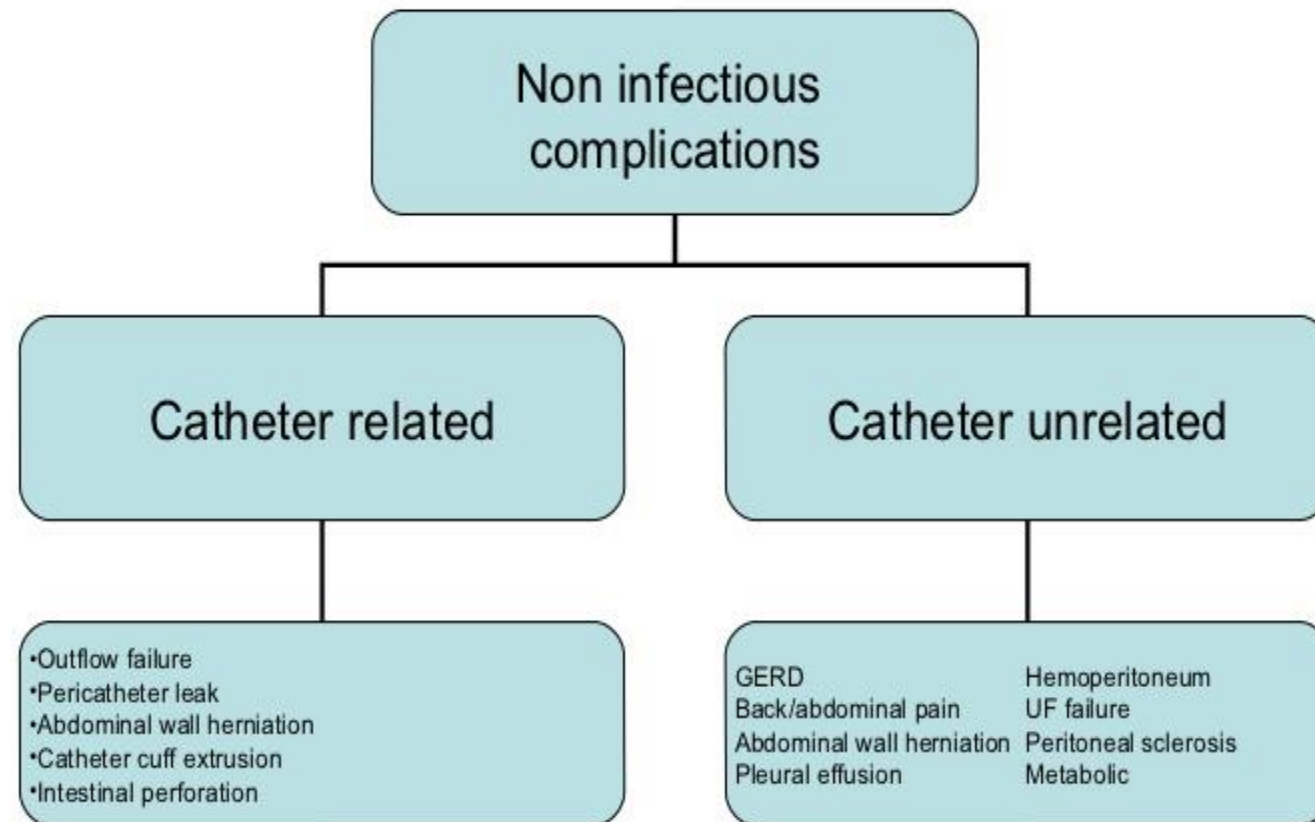 Non infectious
complications
Catheter related
Catheter unrelated
•Outflow failure
•Pericatheter leak
•Abdominal wall herniation
•Catheter cuff extrusion
•Intestinal perforation
GERD
Back/abdominal pain
Abdominal wall herniation
Pleural effusion
Hemoperitoneum
UF failure
Peritoneal sclerosis
Metabolic